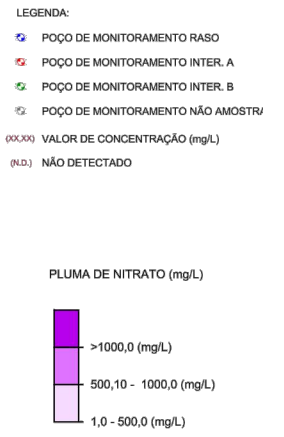 LEGENDA:
POÇO DE MONITORAMENTO RASO
POÇO DE MONITORAMENTO INTER. A
POÇO DE MONITORAMENTO INTER. B
POÇO DE MONITORAMENTO NÃO AMOSTRA
(XX,XX) VALOR DE CONCENTRAÇÃO (mg/L)
(N.D.) NÃO DETECTADO
PLUMA DE NITRATO (mg/L)
>1000,0 (mg/L)
500,10 - 1000,0 (mg/L)
1,0 - 500,0 (mg/L)